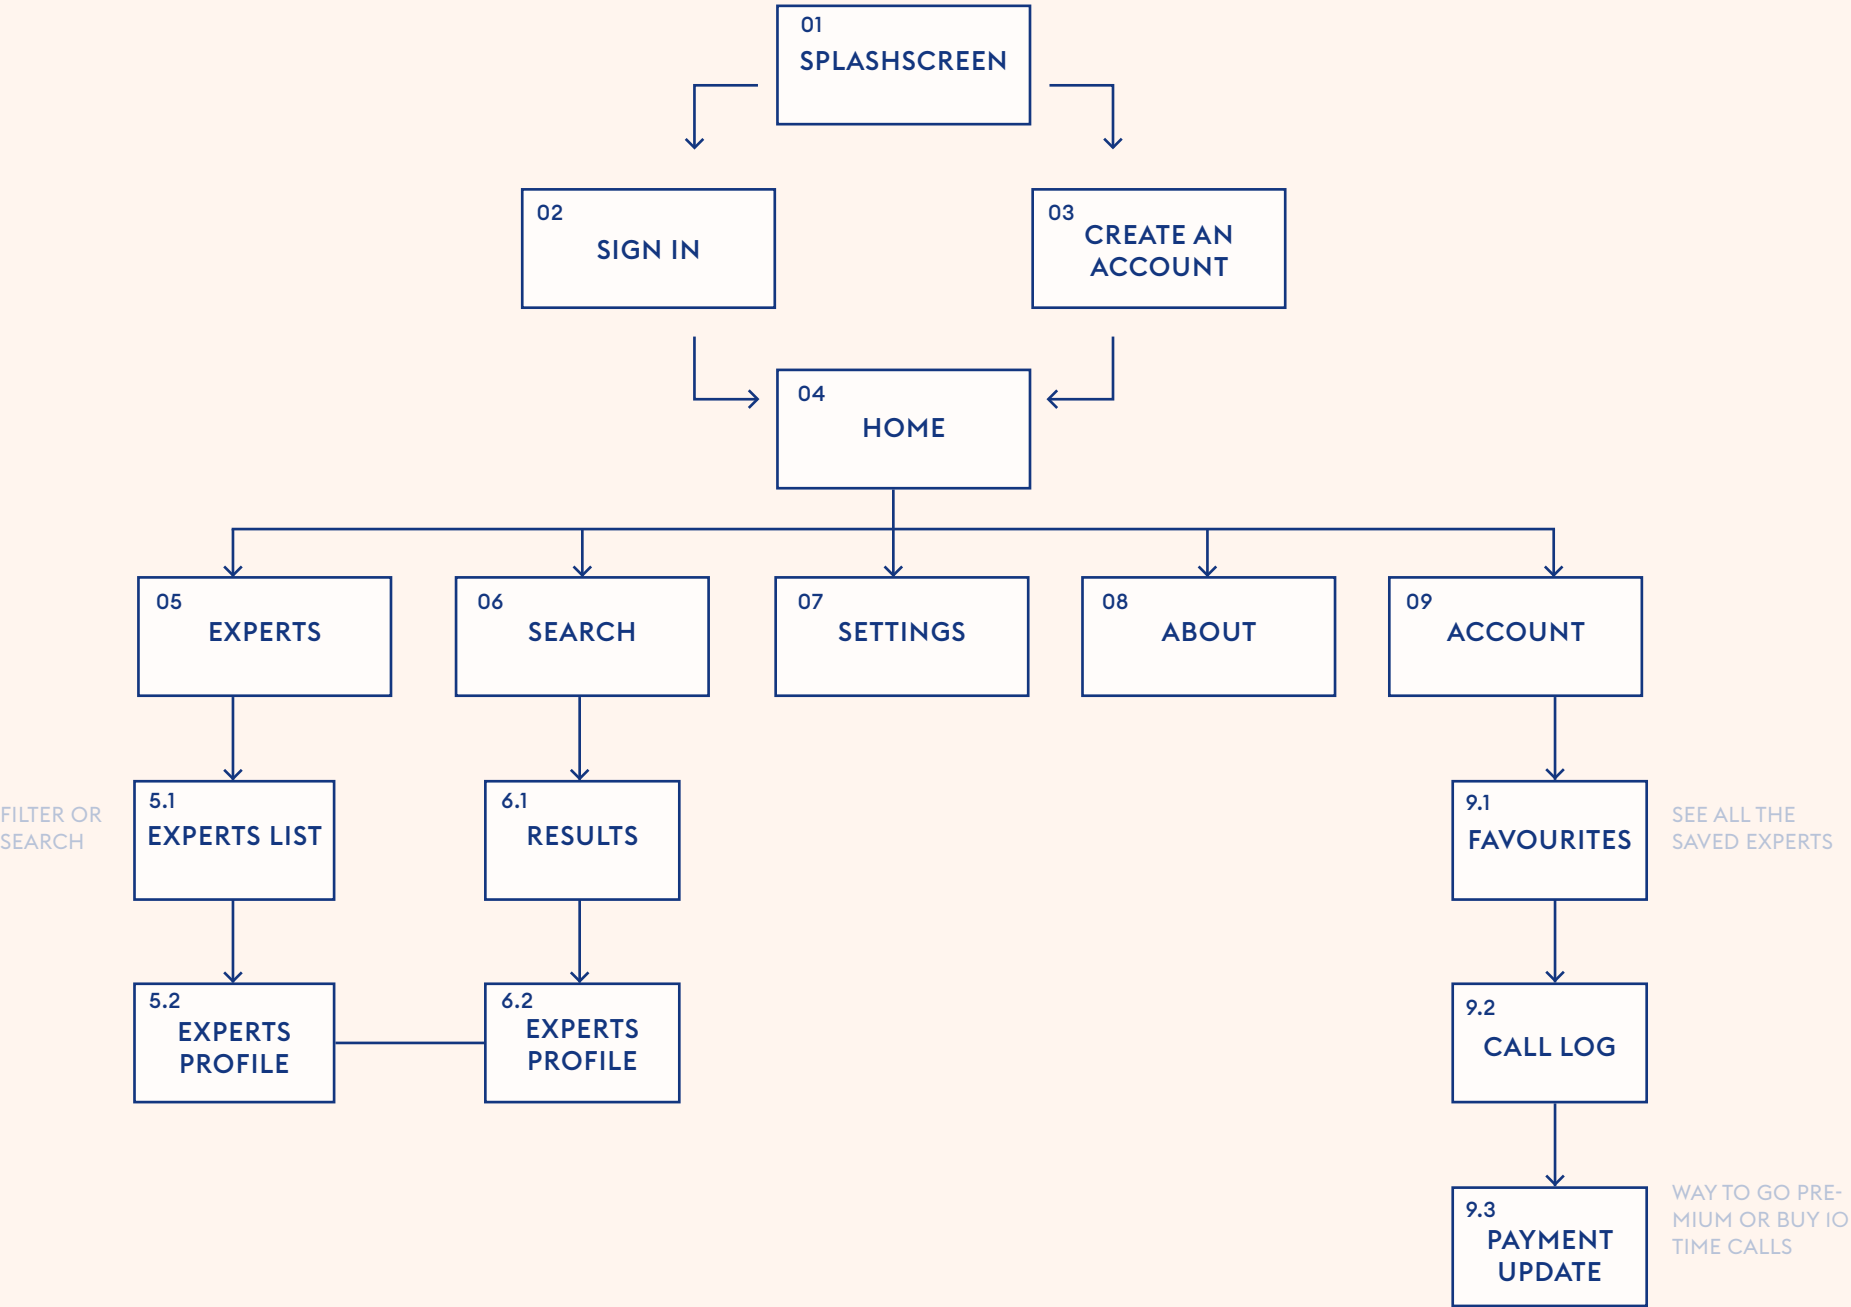 01
SPLASHSCREEN
02
SIGN IN
03
CREATE AN
ACCOUNT
04
HOME
05
EXPERTS
06
SEARCH
07
SETTINGS
08
ABOUT
09
ACCOUNT
FILTER OR
SEARCH
5.1
EXPERTS LIST
6.1
RESULTS
9.1
FAVOURITES
SEE ALL THE
SAVED EXPERTS
5.2
EXPERTS
PROFILE
6.2
EXPERTS
PROFILE
9.2
CALL LOG
9.3
PAYMENT
UPDATE
WAY TO GO PRE-
MIUM OR BUY 10
TIME CALLS